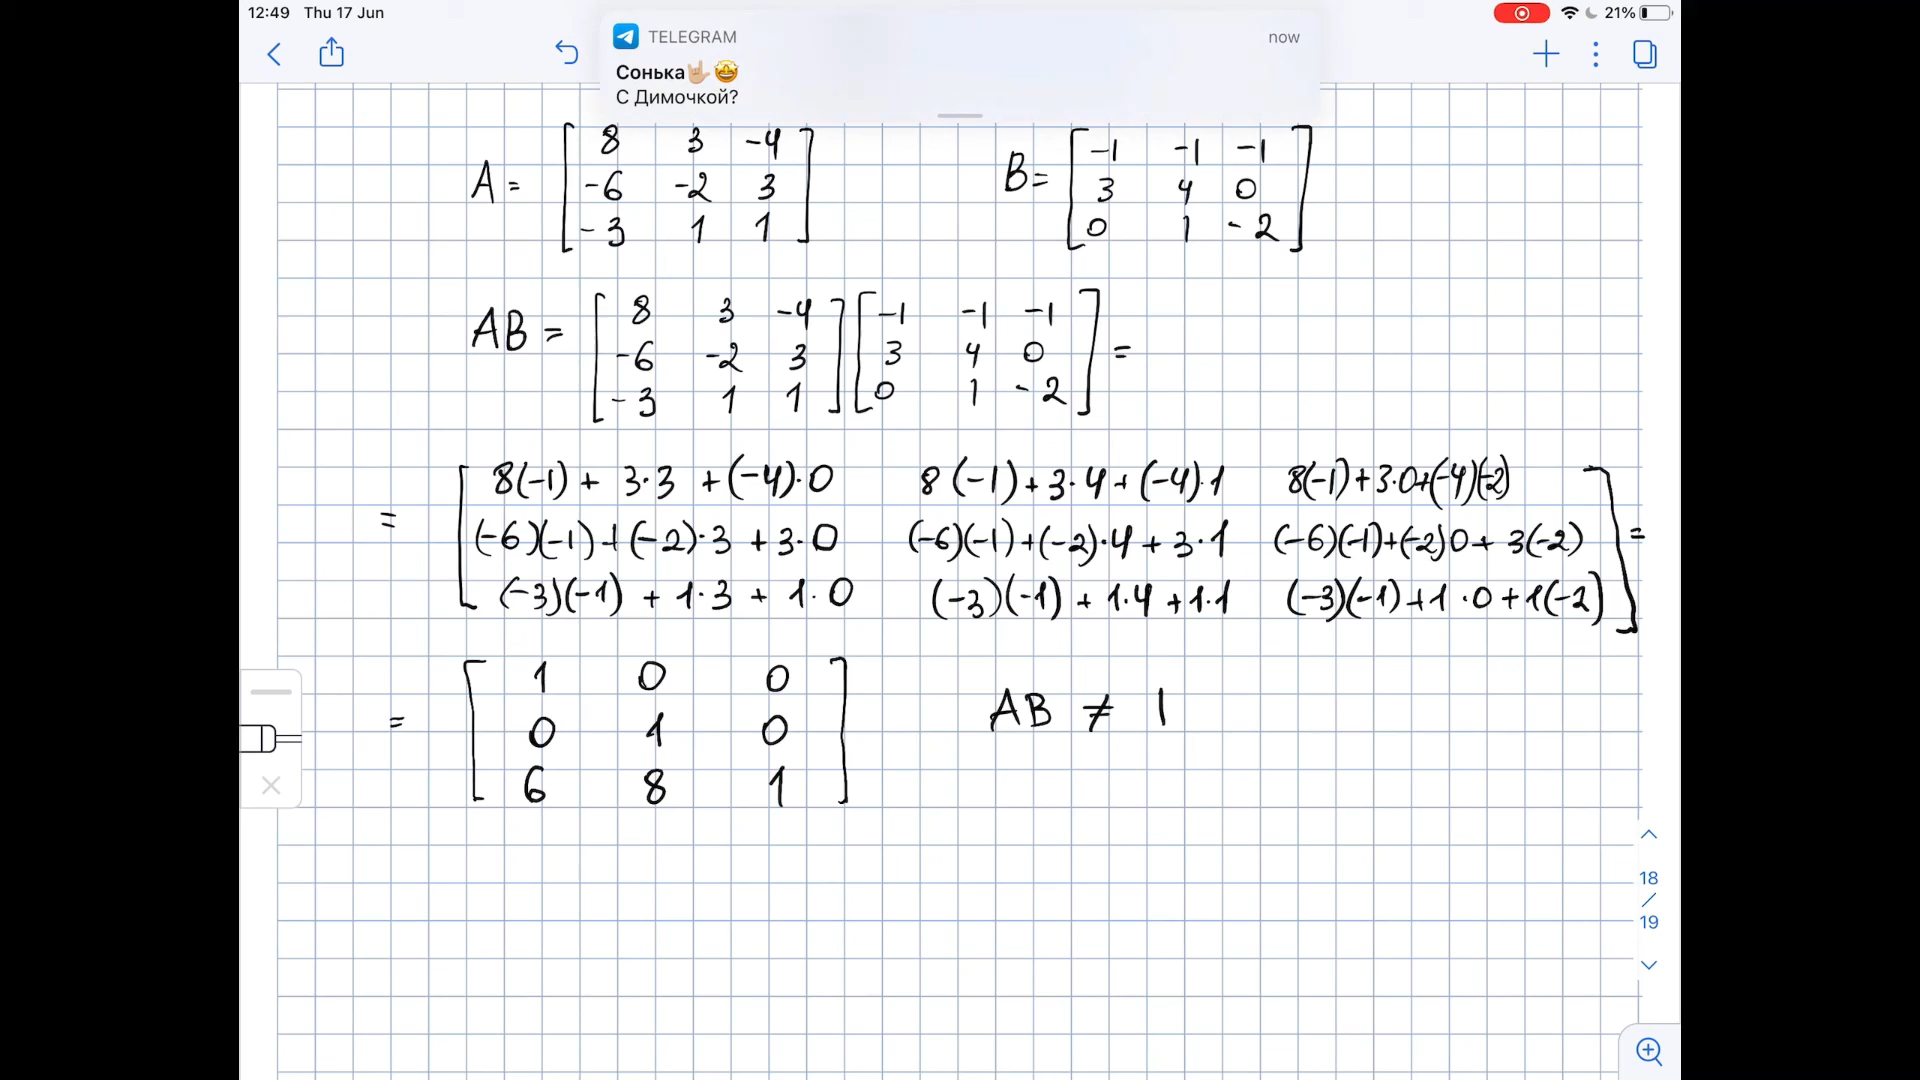 12:49 Thu 17 Jun 21%
TELEGRAM now
Сонька🤟🏼🤩
С Димочкой?
A = [ 8 3 -4 B = [ -1 -1 -1
-6 -2 3 3 4 0
-3 1 1 ] 0 1 -2 ]
AB = [ 8 3 -4 ] [ -1 -1 -1 ] =
-6 -2 3 3 4 0
-3 1 1 0 1 -2
= [ 8(-1) + 3·3 + (-4)·0 8(-1) + 3·4 + (-4)·1 8(-1) + 3·0 + (-4)(-2) ] =
(-6)(-1) + (-2)·3 + 3·0 (-6)(-1) + (-2)·4 + 3·1 (-6)(-1) + (-2)0 + 3(-2)
(-3)(-1) + 1·3 + 1·0 (-3)(-1) + 1·4 + 1·1 (-3)(-1) + 1·0 + 1(-2)
= [ 1 0 0 ] AB ≠ I
0 1 0
6 8 1
18
/
19